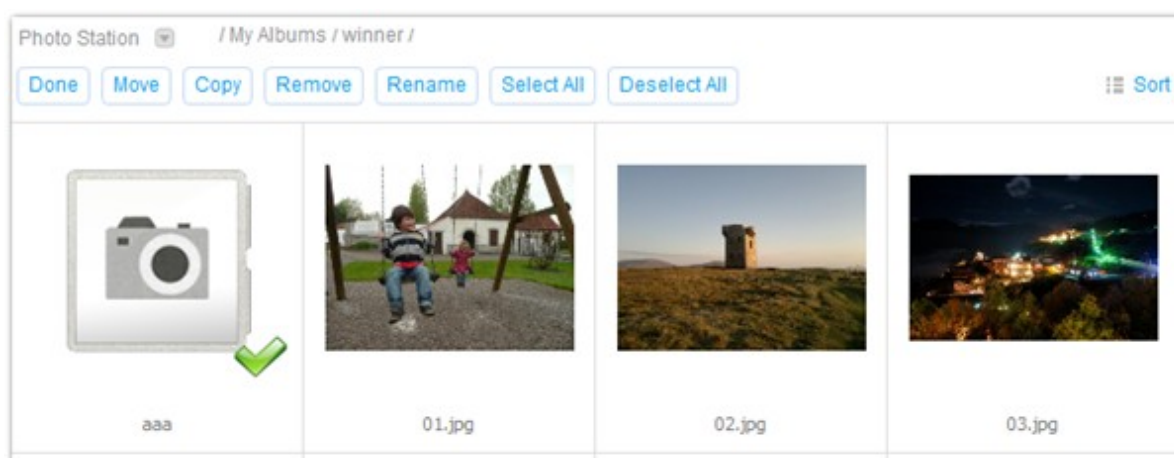 Photo Station / My Albums / winner /
Done Move Copy Remove Rename Select All Deselect All Sort
aaa 01.jpg 02.jpg 03.jpg